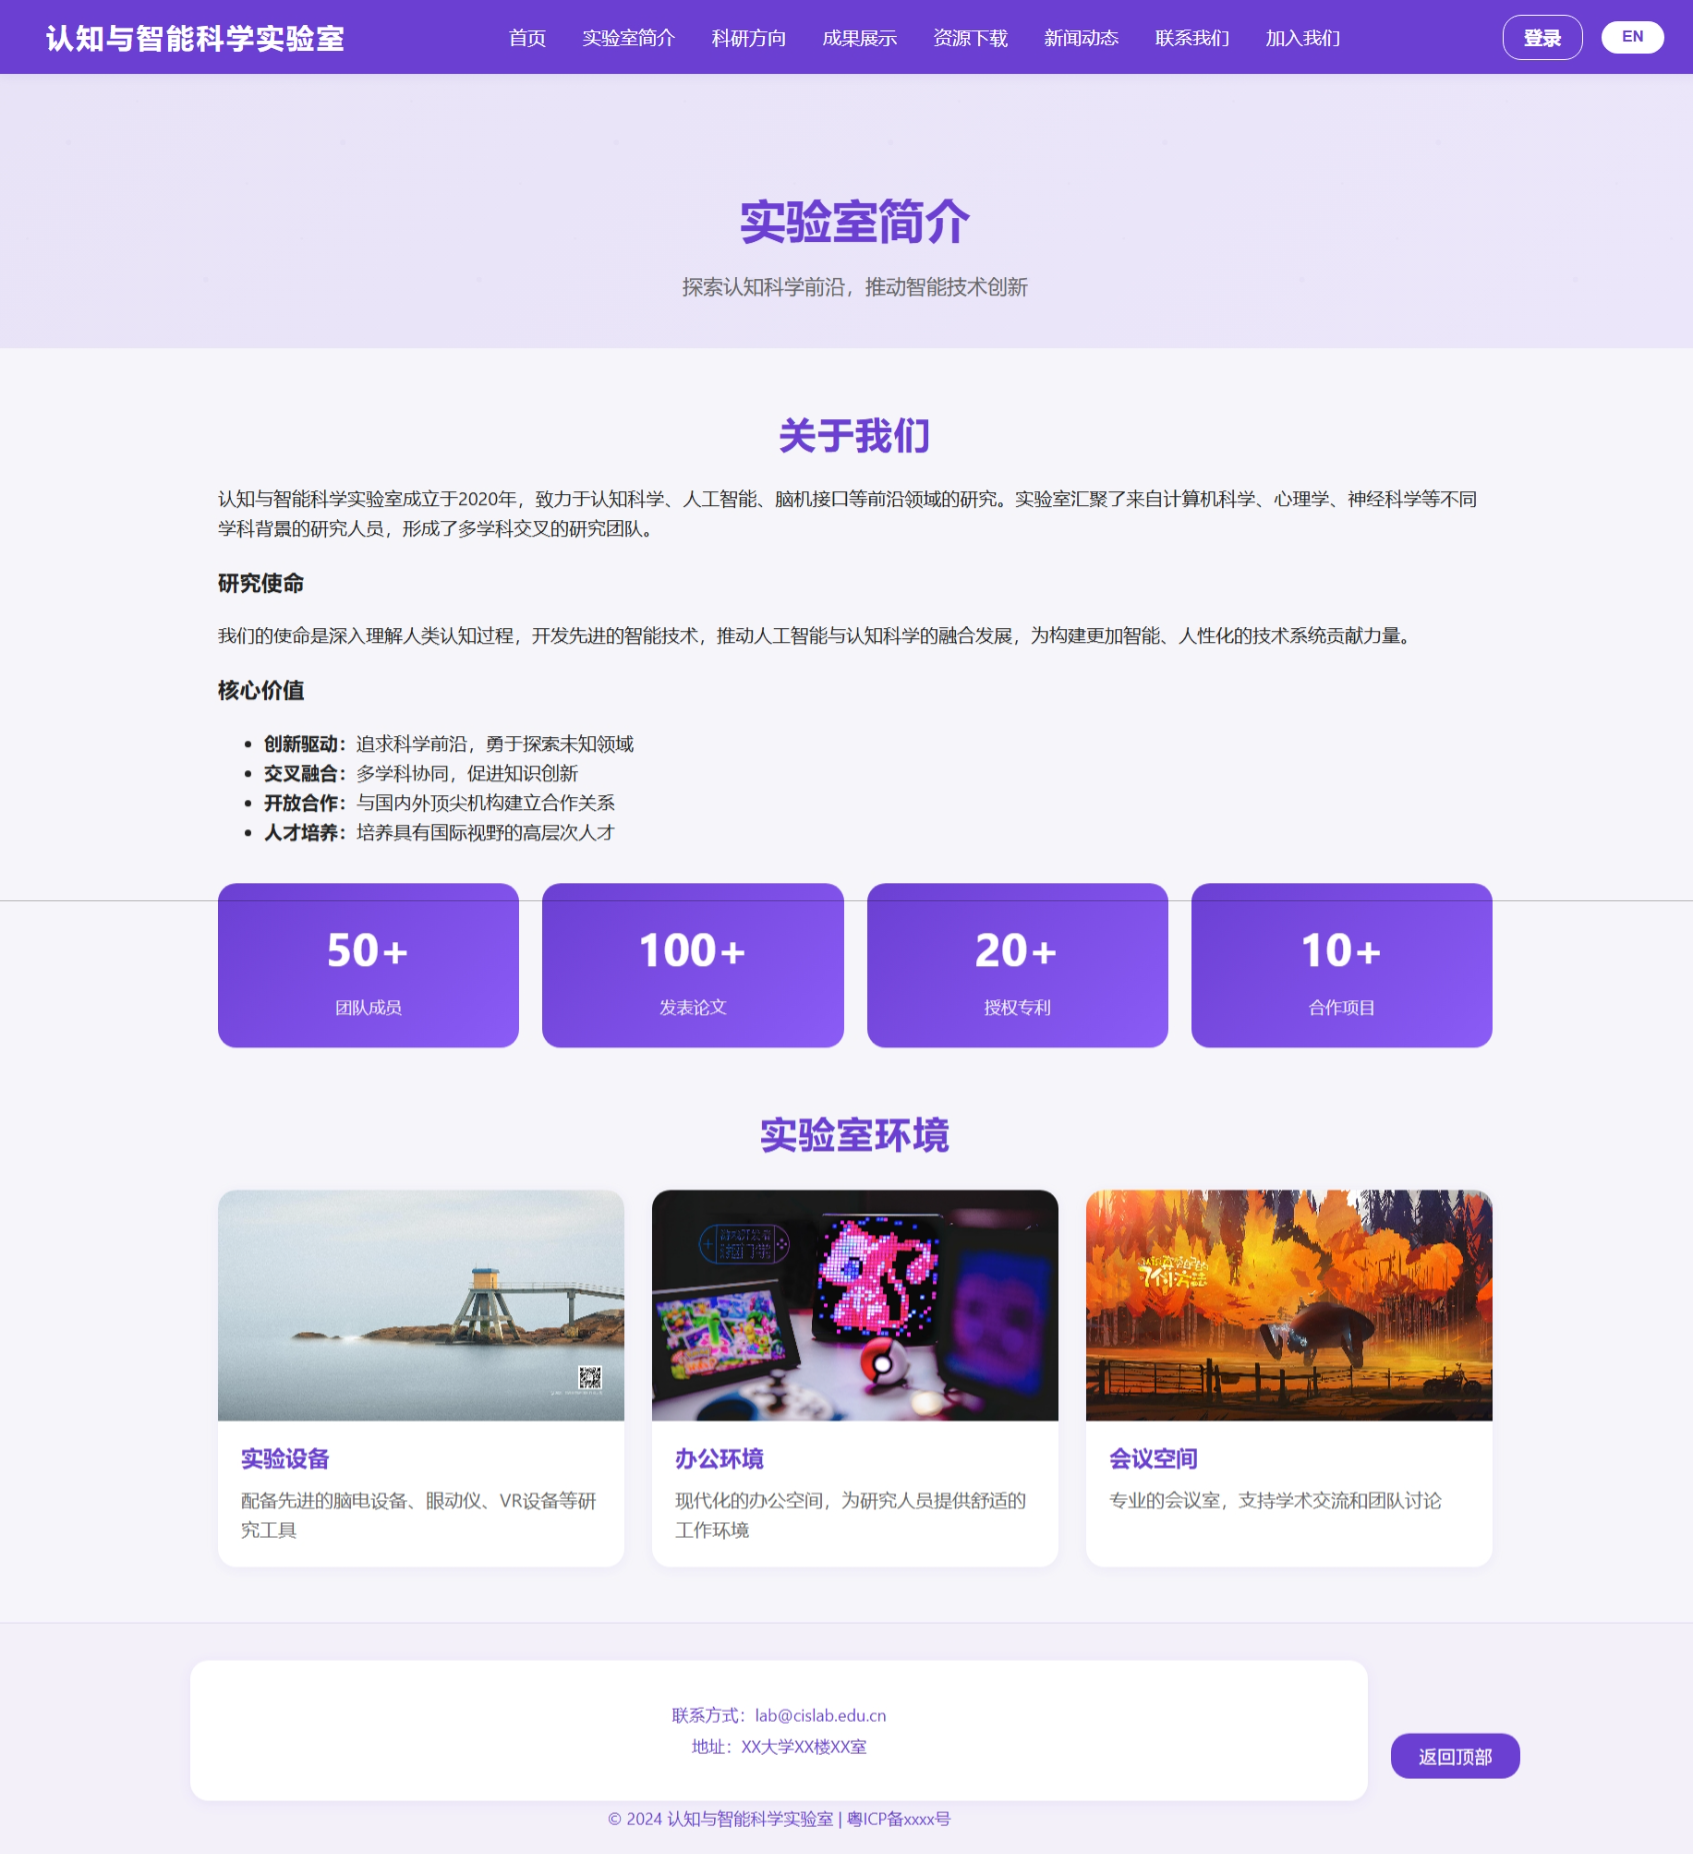 认知与智能科学实验室
首页 实验室简介 科研方向 成果展示 资源下载 新闻动态 联系我们 加入我们
登录 EN
实验室简介
探索认知科学前沿，推动智能技术创新
关于我们
认知与智能科学实验室成立于2020年，致力于认知科学、人工智能、脑机接口等前沿领域的研究。实验室汇聚了来自计算机科学、心理学、神经科学等不同
学科背景的研究人员，形成了多学科交叉的研究团队。
研究使命
我们的使命是深入理解人类认知过程，开发先进的智能技术，推动人工智能与认知科学的融合发展，为构建更加智能、人性化的技术系统贡献力量。
核心价值
• 创新驱动：追求科学前沿，勇于探索未知领域
• 交叉融合：多学科协同，促进知识创新
• 开放合作：与国内外顶尖机构建立合作关系
• 人才培养：培养具有国际视野的高层次人才
50+ 100+ 20+ 10+
团队成员 发表论文 授权专利 合作项目
实验室环境
7个小方法
实验设备
配备先进的脑电设备、眼动仪、VR设备等研
究工具
办公环境
现代化的办公空间，为研究人员提供舒适的
工作环境
会议空间
专业的会议室，支持学术交流和团队讨论
联系方式：lab@cislab.edu.cn
地址：XX大学XX楼XX室
返回顶部
© 2024 认知与智能科学实验室 | 粤ICP备xxxx号